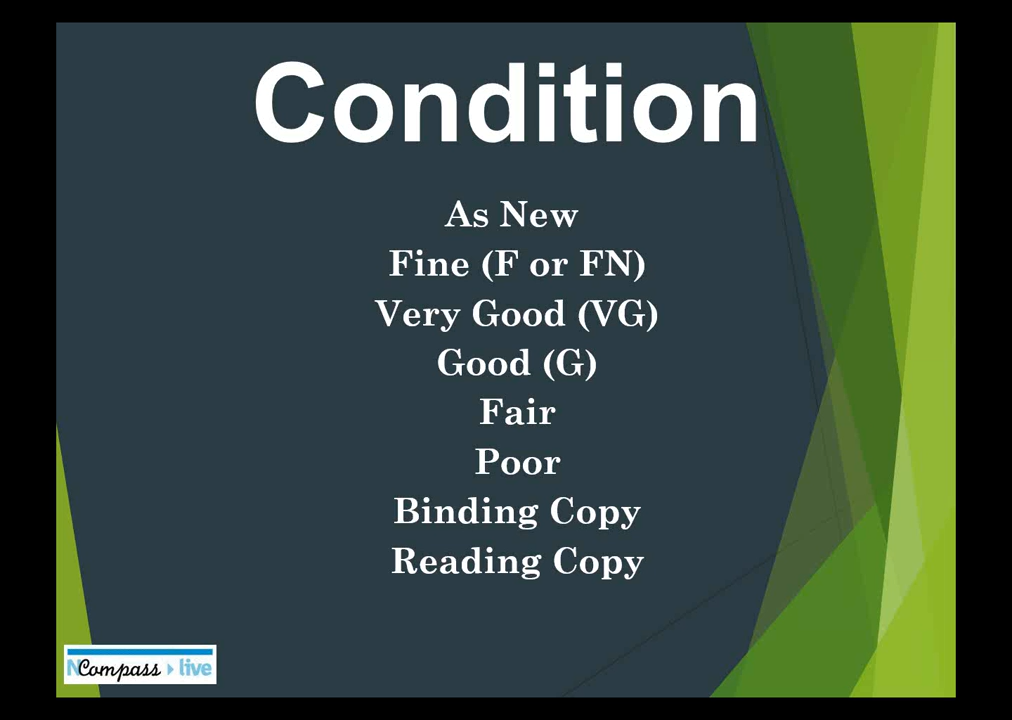 Condition
As New
Fine (F or FN)
Very Good (VG)
Good (G)
Fair
Poor
Binding Copy
Reading Copy
NCompass live